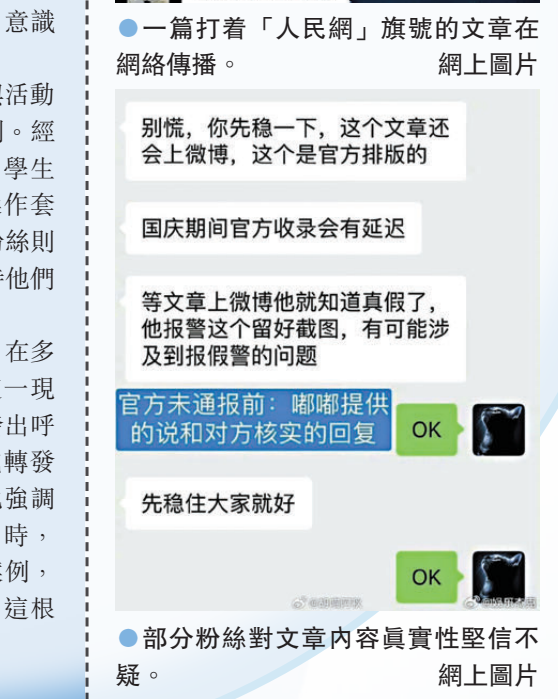 意識
活動
。經
學生
作套
絲則
他們
在多
一現
出呼
轉發
強調
時，
例，
這根
●一篇打着「人民網」旗號的文章在
網絡傳播。 網上圖片
别慌，你先稳一下，这个文章还
会上微博，这个是官方排版的
国庆期间官方收录会有延迟
等文章上微博他就知道真假了，
他报警这个留好截图，有可能涉
及到报假警的问题
官方未通报前：嘟嘟提供
的说和对方核实的回复
OK
先稳住大家就好
OK
●部分粉絲對文章內容眞實性堅信不
疑。 網上圖片